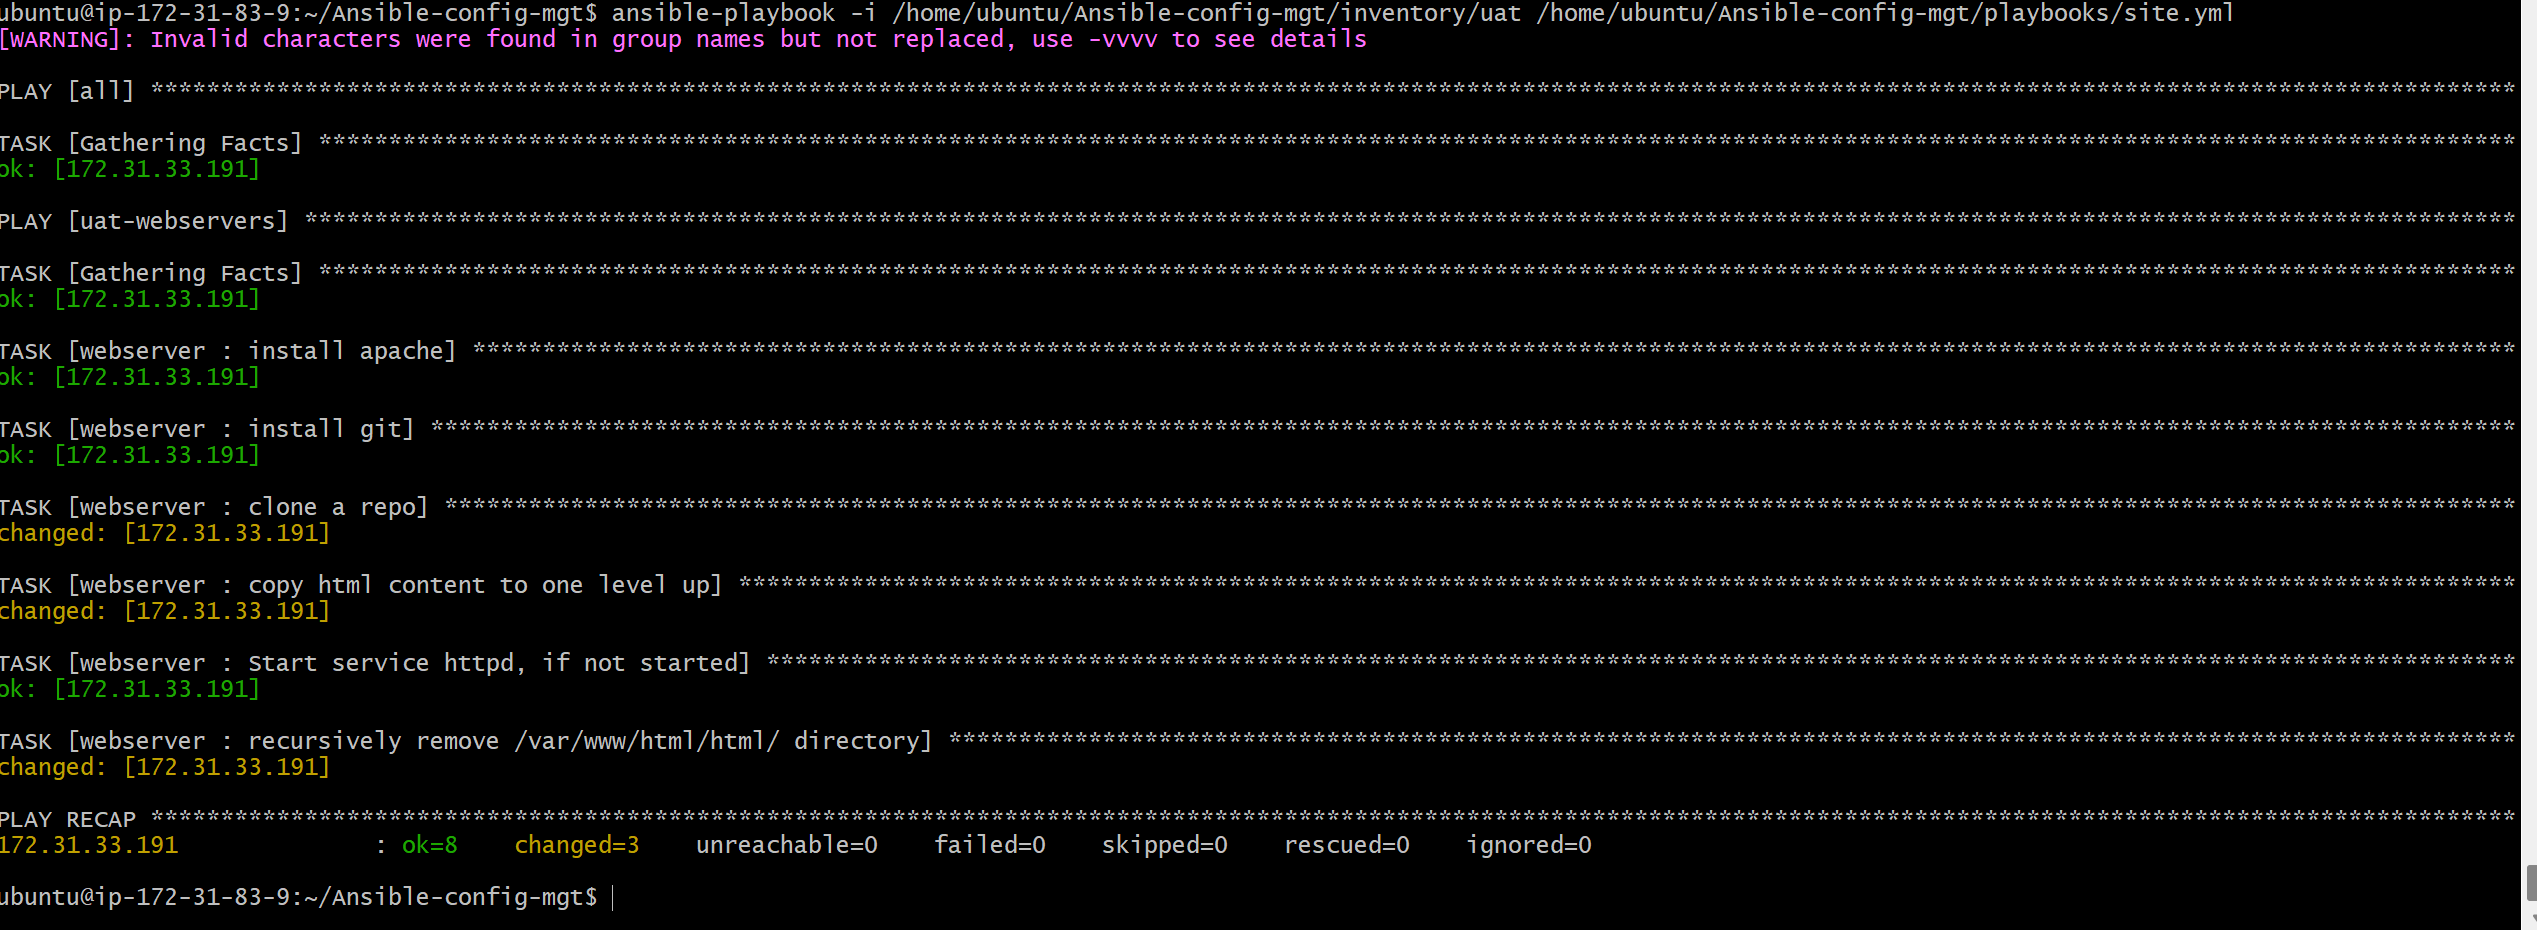 ubuntu@ip-172-31-83-9:~/Ansible-config-mgt$ ansible-playbook -i /home/ubuntu/Ansible-config-mgt/inventory/uat /home/ubuntu/Ansible-config-mgt/playbooks/site.yml
[WARNING]: Invalid characters were found in group names but not replaced, use -vvvv to see details
PLAY [all] *************************************************************************************************************************************************************************
TASK [Gathering Facts] *************************************************************************************************************************************************************
ok: [172.31.33.191]
PLAY [uat-webservers] **************************************************************************************************************************************************************
TASK [Gathering Facts] *************************************************************************************************************************************************************
ok: [172.31.33.191]
TASK [webserver : install apache] **************************************************************************************************************************************************
ok: [172.31.33.191]
TASK [webserver : install git] *****************************************************************************************************************************************************
ok: [172.31.33.191]
TASK [webserver : clone a repo] ****************************************************************************************************************************************************
changed: [172.31.33.191]
TASK [webserver : copy html content to one level up] *******************************************************************************************************************************
changed: [172.31.33.191]
TASK [webserver : Start service httpd, if not started] *****************************************************************************************************************************
ok: [172.31.33.191]
TASK [webserver : recursively remove /var/www/html/html/ directory] ****************************************************************************************************************
changed: [172.31.33.191]
PLAY RECAP *************************************************************************************************************************************************************************
172.31.33.191              : ok=8    changed=3    unreachable=0    failed=0    skipped=0    rescued=0    ignored=0
ubuntu@ip-172-31-83-9:~/Ansible-config-mgt$